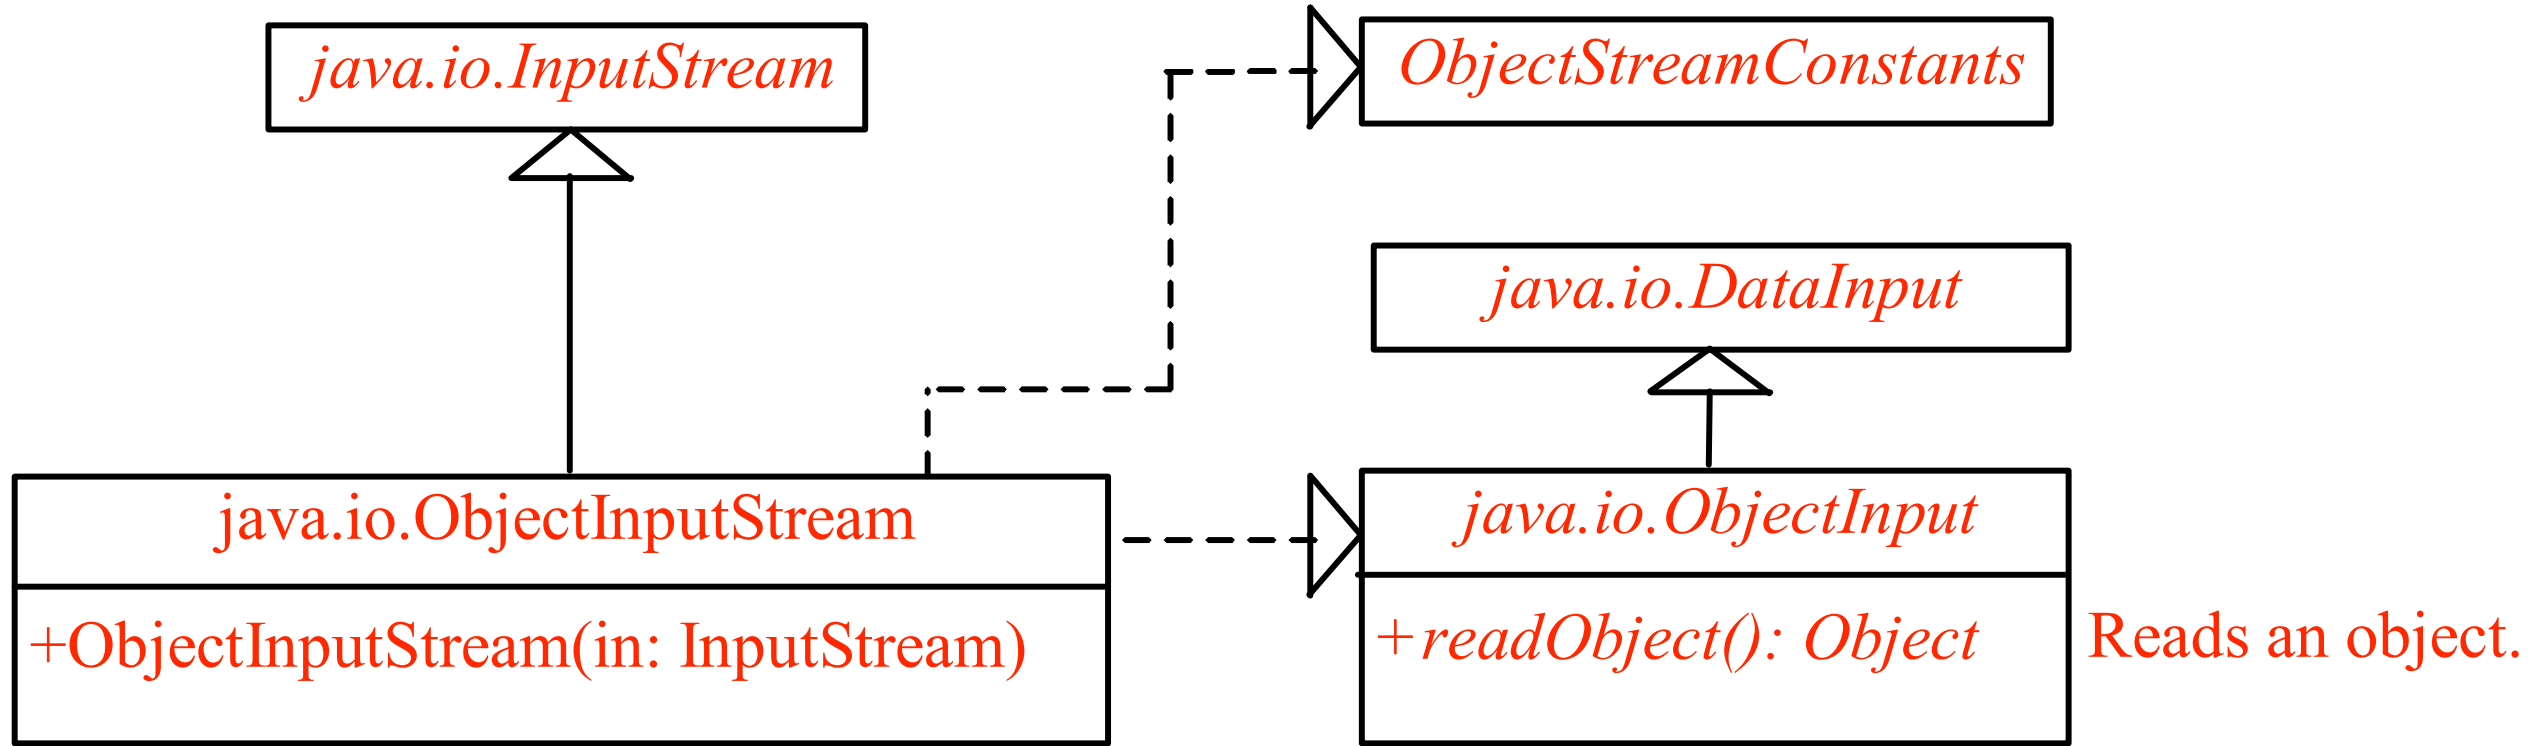 java.io.InputStream
ObjectStreamConstants
java.io.DataInput
java.io.ObjectInputStream
+ObjectInputStream(in: InputStream)
java.io.ObjectInput
+readObject(): Object
Reads an object.